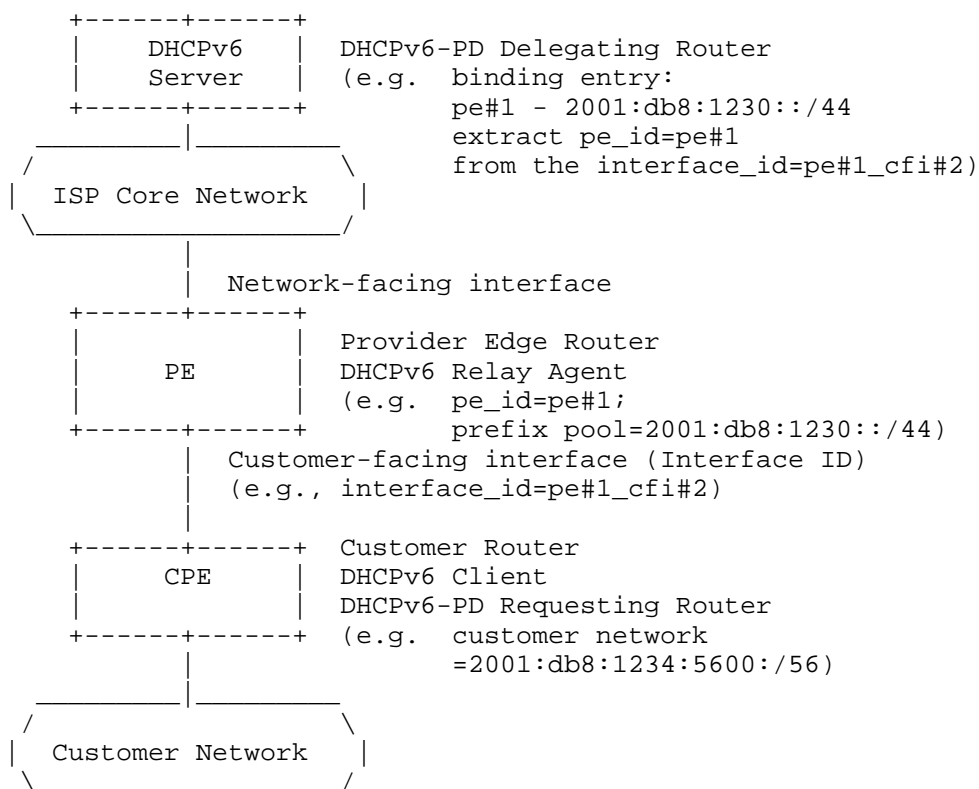 DHCPv6 DHCPv6-PD Delegating Router
Server (e.g. binding entry:
pe#1 - 2001:db8:1230::/44
extract pe_id=pe#1
from the interface_id=pe#1_cfi#2)
ISP Core Network
Network-facing interface
Provider Edge Router
PE DHCPv6 Relay Agent
(e.g. pe_id=pe#1;
prefix pool=2001:db8:1230::/44)
Customer-facing interface (Interface ID)
(e.g., interface_id=pe#1_cfi#2)
Customer Router
CPE DHCPv6 Client
DHCPv6-PD Requesting Router
(e.g. customer network
=2001:db8:1234:5600:/56)
Customer Network